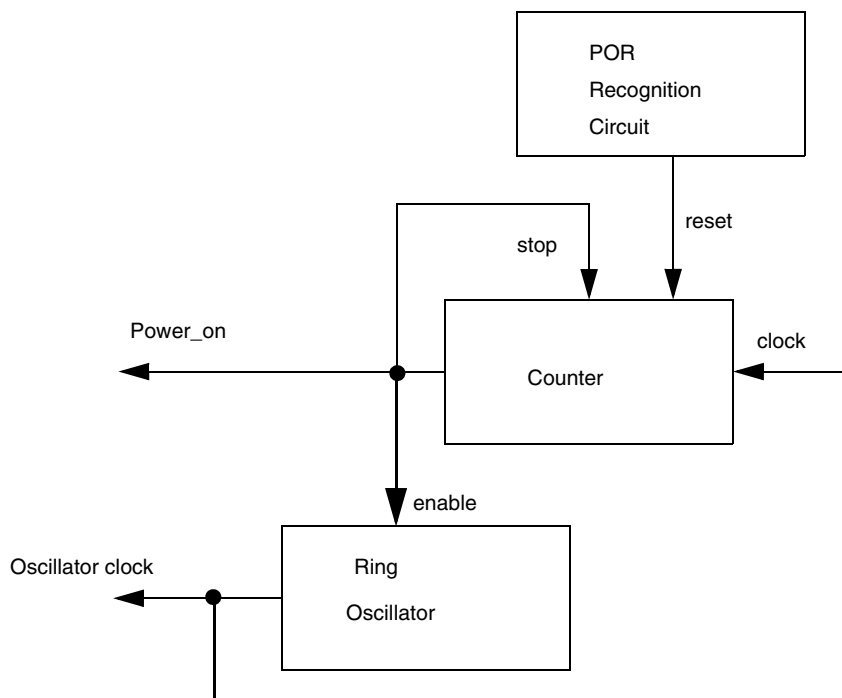 POR
Recognition
Circuit
reset
stop
Power_on
clock
Counter
enable
Oscillator clock
Ring
Oscillator